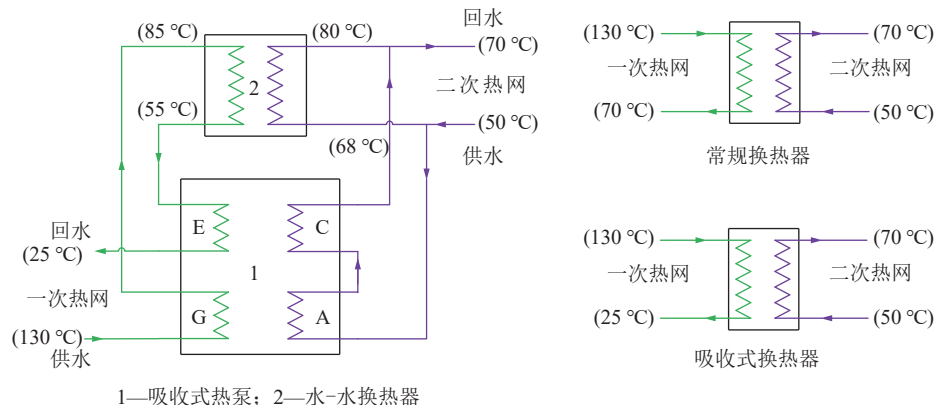 (85 ℃)
(80 ℃)
回水
(70 ℃)
2
二次热网
(55 ℃)
(50 ℃)
供水
(68 ℃)
E
C
回水
(25 ℃)
1
一次热网
G
A
(130 ℃)
供水
1—吸收式热泵；2—水-水换热器
(130 ℃)
(70 ℃)
一次热网
二次热网
(70 ℃)
(50 ℃)
常规换热器
(130 ℃)
(70 ℃)
一次热网
二次热网
(25 ℃)
(50 ℃)
吸收式换热器